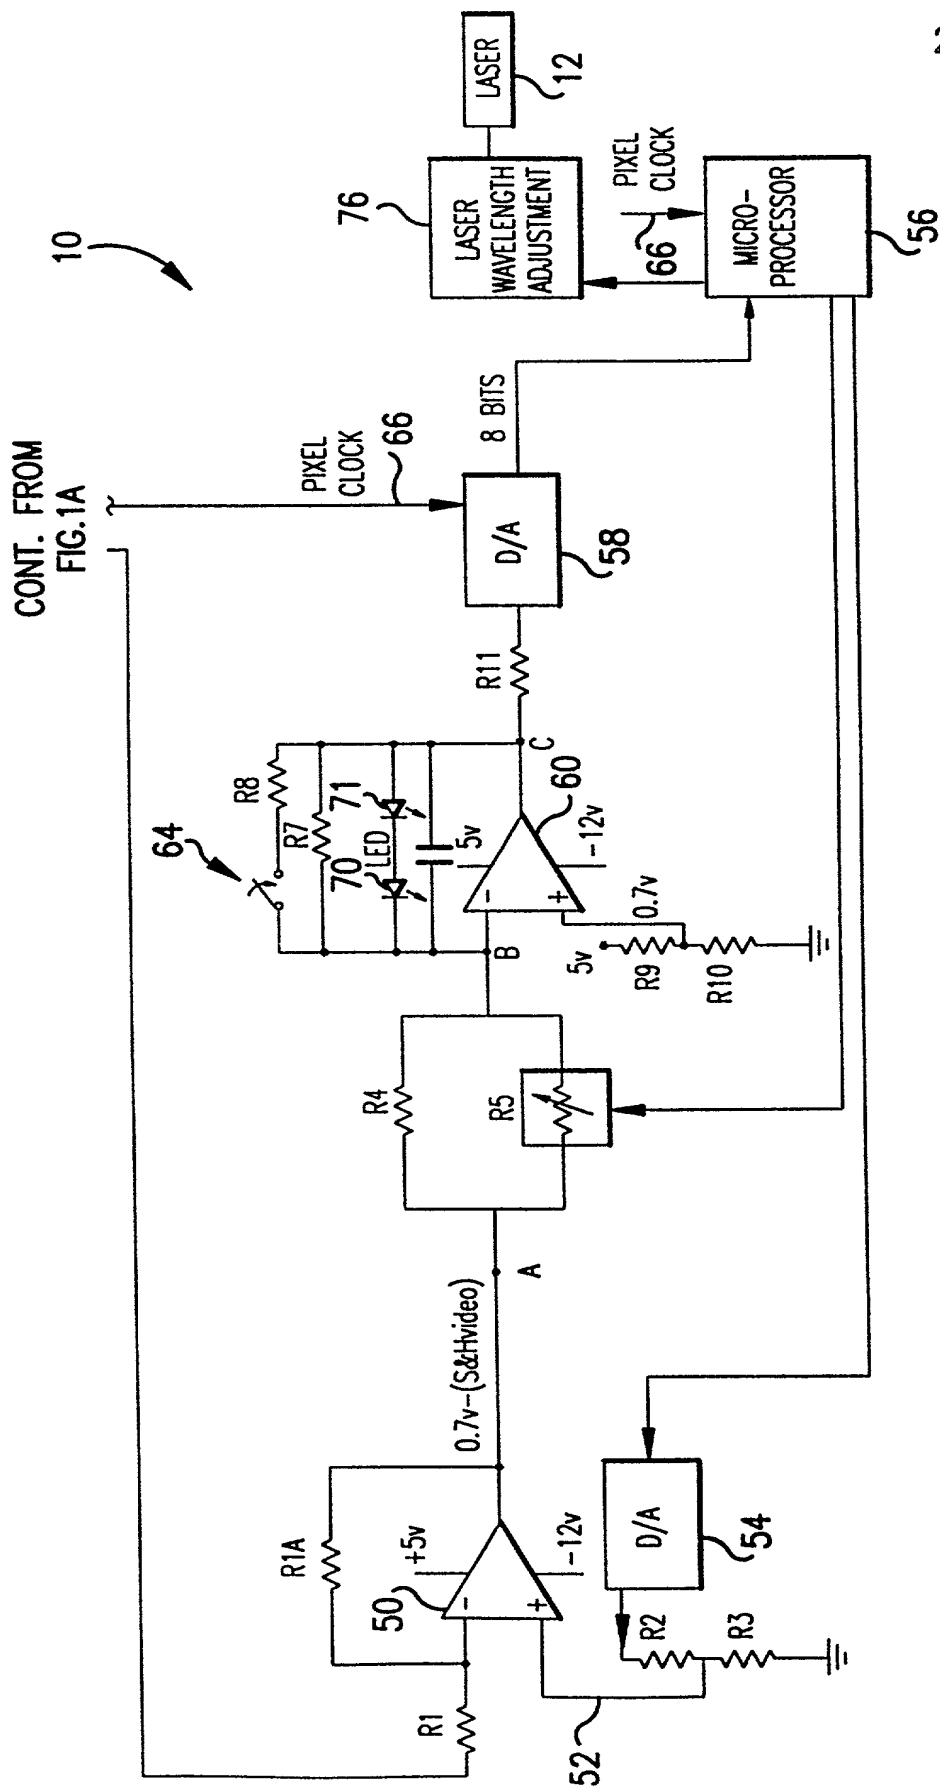 CONT. FROM
FIG.1A
10
PIXEL
CLOCK
66
64
R8
R7
70
LED
71
5v
-
+
60
-12v
C
B
R11
D/A
58
8 BITS
76
LASER
WAVELENGTH
ADJUSTMENT
LASER
12
PIXEL
CLOCK
66
MICRO-
PROCESSOR
56
0.7v
5v
R9
R10
R4
R5
A
0.7v-(S&Hvideo)
R1A
+5v
50
-
+
-12v
R1
52
R2
R3
D/A
54